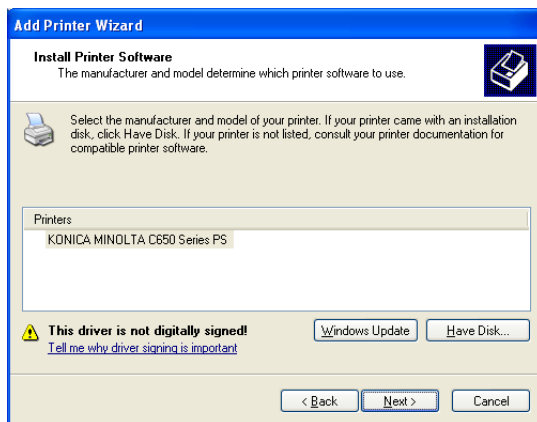 Add Printer Wizard
Install Printer Software
The manufacturer and model determine which printer software to use.
Select the manufacturer and model of your printer. If your printer came with an installation
disk, click Have Disk. If your printer is not listed, consult your printer documentation for
compatible printer software.
Printers
KONICA MINOLTA C650 Series PS
This driver is not digitally signed!
Tell me why driver signing is important
Windows Update
Have Disk...
< Back
Next >
Cancel